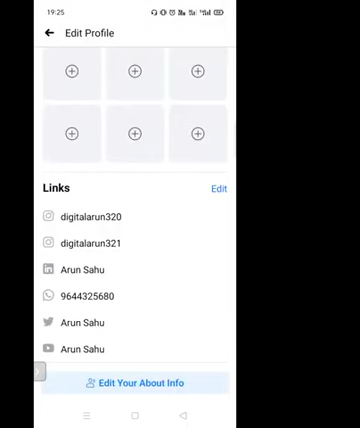 19:25
Edit Profile
Links
Edit
digitalarun320
digitalarun321
Arun Sahu
9644325680
Arun Sahu
Arun Sahu
Edit Your About Info